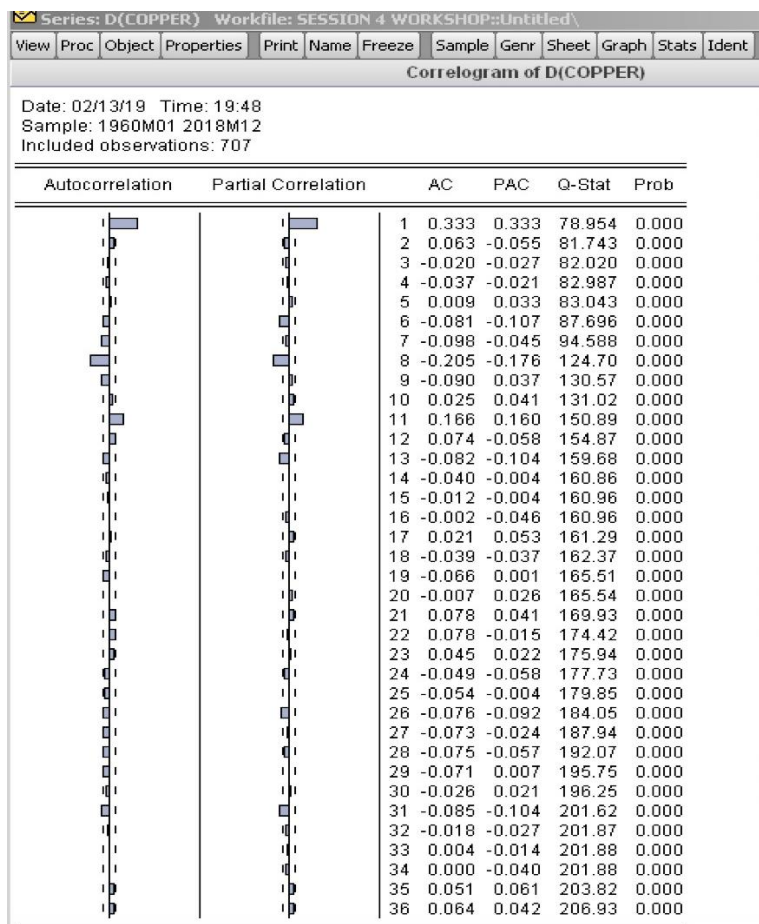 Series: D(COPPER) Workfile: SESSION 4 WORKSHOP::Untitled\
View Proc Object Properties Print Name Freeze Sample Genr Sheet Graph Stats Ident
Correlogram of D(COPPER)
Date: 02/13/19 Time: 19:48
Sample: 1960M01 2018M12
Included observations: 707
Autocorrelation Partial Correlation AC PAC Q-Stat Prob
1 0.333 0.333 78.954 0.000
2 0.063 -0.055 81.743 0.000
3 -0.020 -0.027 82.020 0.000
4 -0.037 -0.021 82.987 0.000
5 0.009 0.033 83.043 0.000
6 -0.081 -0.107 87.696 0.000
7 -0.098 -0.045 94.588 0.000
8 -0.205 -0.176 124.70 0.000
9 -0.090 0.037 130.57 0.000
10 0.025 0.041 131.02 0.000
11 0.166 0.160 150.89 0.000
12 0.074 -0.058 154.87 0.000
13 -0.082 -0.104 159.68 0.000
14 -0.040 -0.004 160.86 0.000
15 -0.012 -0.004 160.96 0.000
16 -0.002 -0.046 160.96 0.000
17 0.021 0.053 161.29 0.000
18 -0.039 -0.037 162.37 0.000
19 -0.066 0.001 165.51 0.000
20 -0.007 0.026 165.54 0.000
21 0.078 0.041 169.93 0.000
22 0.078 -0.015 174.42 0.000
23 0.045 0.022 175.94 0.000
24 -0.049 -0.058 177.73 0.000
25 -0.054 -0.004 179.85 0.000
26 -0.076 -0.092 184.05 0.000
27 -0.073 -0.024 187.94 0.000
28 -0.075 -0.057 192.07 0.000
29 -0.071 0.007 195.75 0.000
30 -0.026 0.021 196.25 0.000
31 -0.085 -0.104 201.62 0.000
32 -0.018 -0.027 201.87 0.000
33 0.004 -0.014 201.88 0.000
34 0.000 -0.040 201.88 0.000
35 0.051 0.061 203.82 0.000
36 0.064 0.042 206.93 0.000